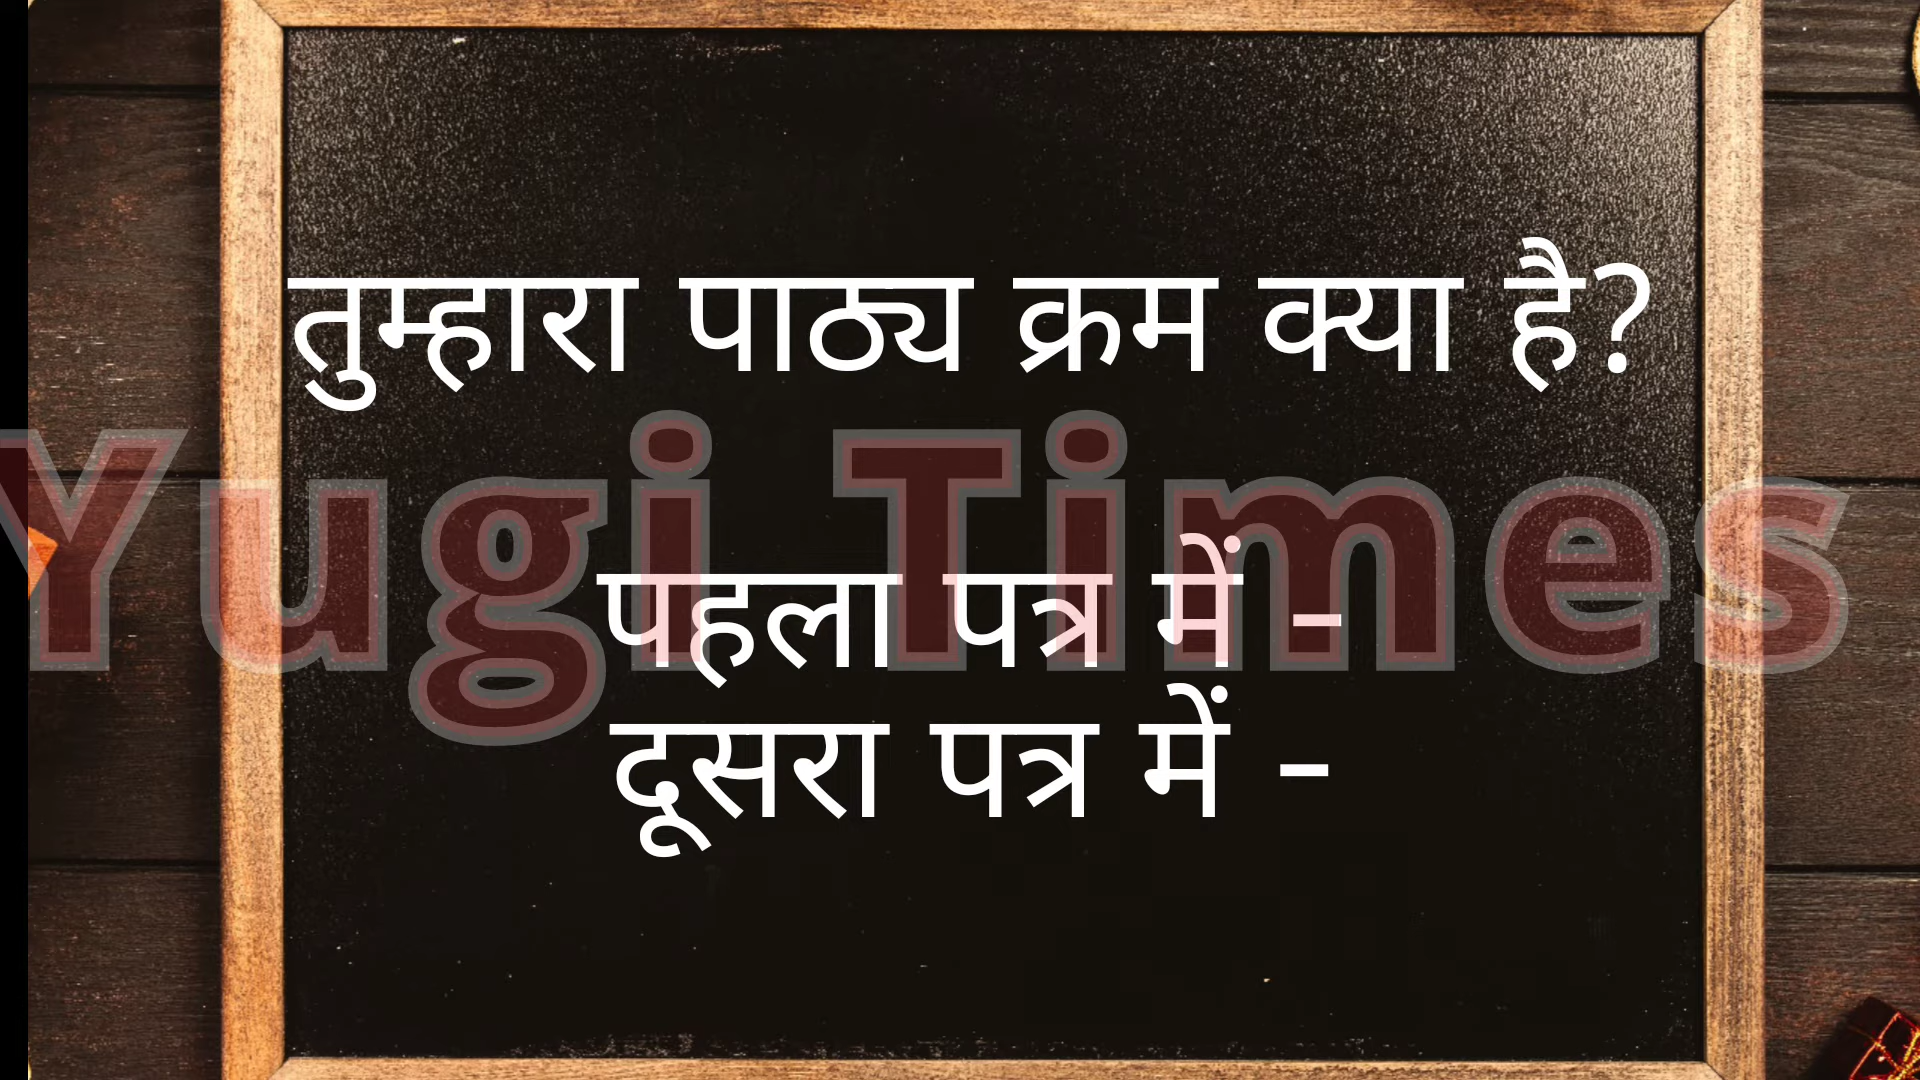 तुम्हारा पाठ्य क्रम क्या है?
Yugi Times
पहला पत्र में -
दूसरा पत्र में -